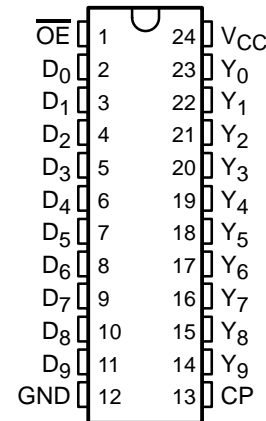 O̅E̅ 1 24 V_CC
D₀ 2 23 Y₀
D₁ 3 22 Y₁
D₂ 4 21 Y₂
D₃ 5 20 Y₃
D₄ 6 19 Y₄
D₅ 7 18 Y₅
D₆ 8 17 Y₆
D₇ 9 16 Y₇
D₈ 10 15 Y₈
D₉ 11 14 Y₉
GND 12 13 CP